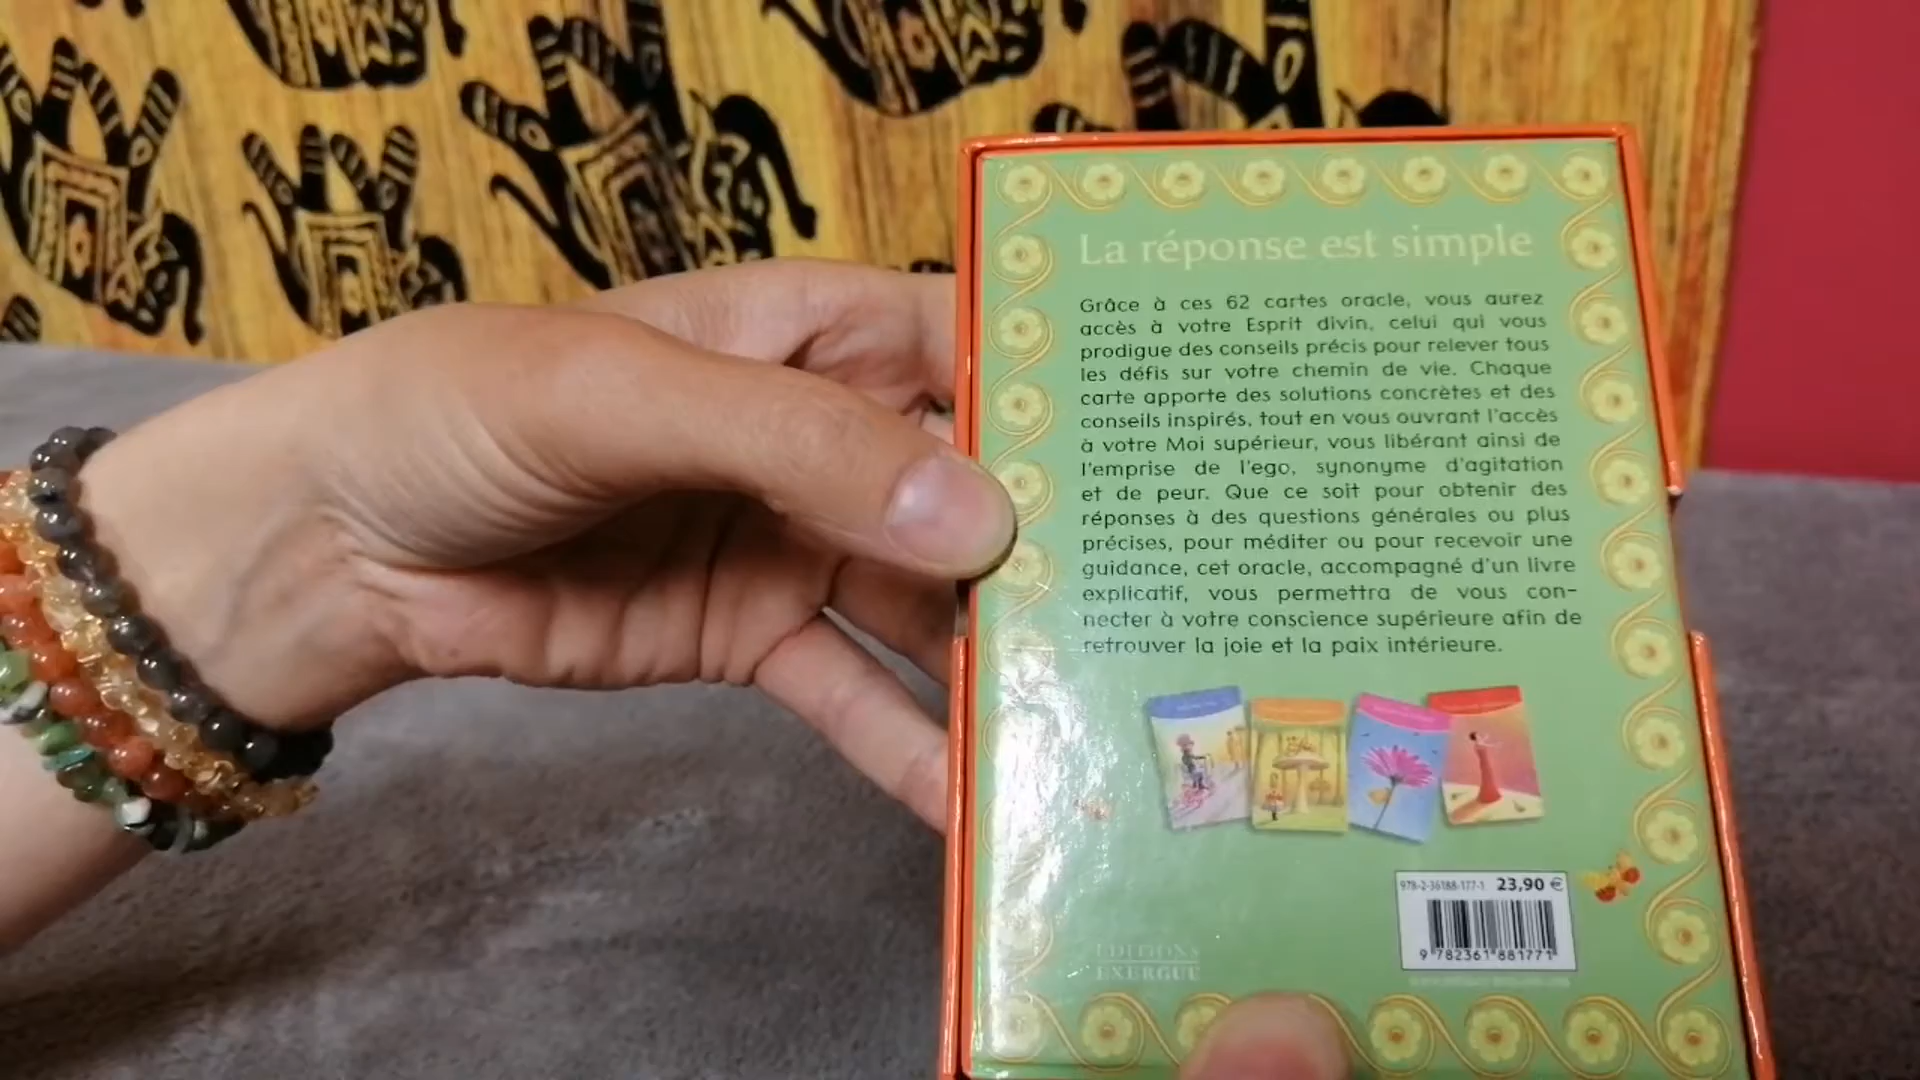 La réponse est simple
Grâce à ces 62 cartes oracle, vous aurez
accès à votre Esprit divin, celui qui vous
prodigue des conseils précis pour relever tous
les défis sur votre chemin de vie. Chaque
carte apporte des solutions concrètes et des
conseils inspirés, tout en vous ouvrant l'accès
à votre Moi supérieur, vous libérant ainsi de
l'emprise de l'ego, synonyme d'agitation
et de peur. Que ce soit pour obtenir des
réponses à des questions générales ou plus
précises, pour méditer ou pour recevoir une
guidance, cet oracle, accompagné d'un livre
explicatif, vous permettra de vous con-
necter à votre conscience supérieure afin de
retrouver la joie et la paix intérieure.
978-2-36188-177-1 23,90 €
9 782361 881771
EDITIONS
EXERGUE